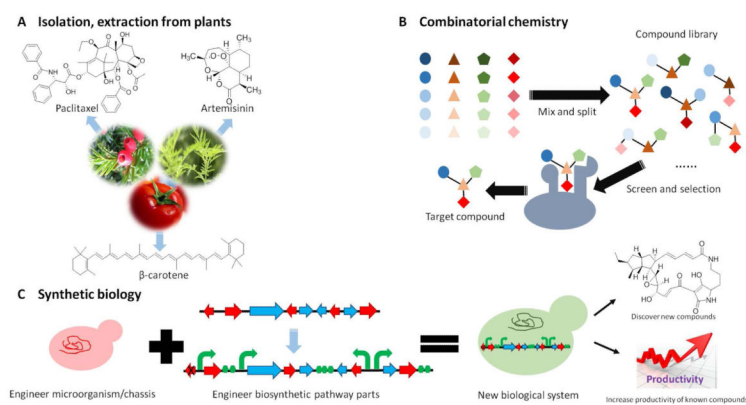 A Isolation, extraction from plants
Paclitaxel
Artemisinin
β-carotene
B Combinatorial chemistry
Compound library
Mix and split
......
Screen and selection
Target compound
C Synthetic biology
Engineer microorganism/chassis
Engineer biosynthetic pathway parts
New biological system
Discover new compounds
Productivity
Increase productivity of known compound